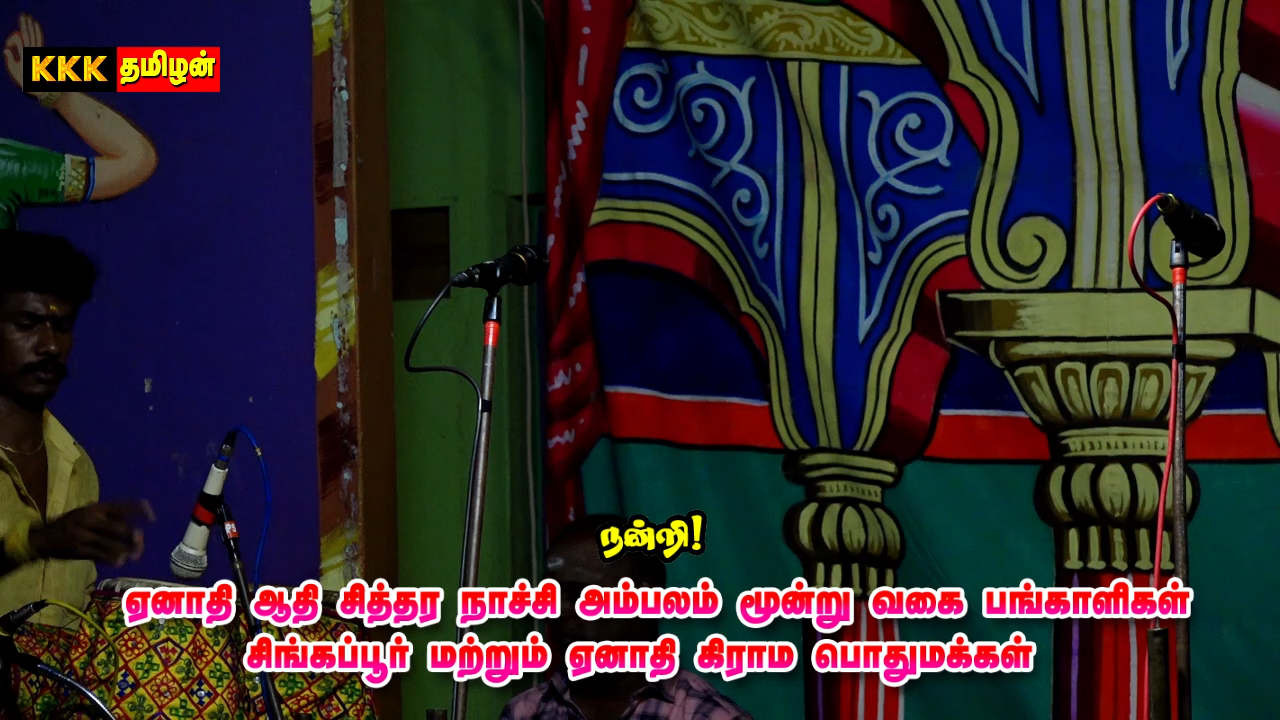 KKK தமிழன்
நன்றி!
ஏனாதி ஆதி சித்தர நாச்சி அம்பலம் மூன்று வகை பங்காளிகள்
சிங்கப்பூர் மற்றும் ஏனாதி கிராம பொதுமக்கள்